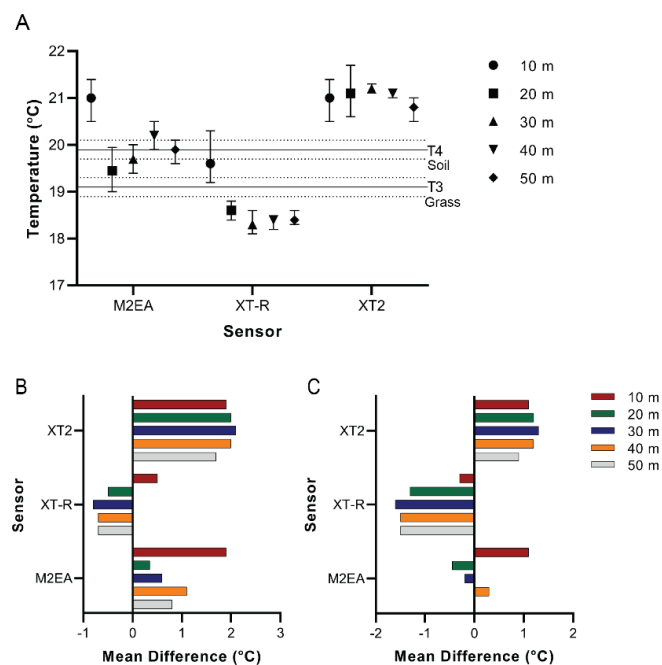 A
Temperature (°C)
22
21
20
19
18
17
T4
Soil
T3
Grass
M2EA
XT-R
XT2
Sensor
10 m
20 m
30 m
40 m
50 m
B
Sensor
XT2
XT-R
M2EA
-1
0
1
2
3
Mean Difference (°C)
C
Sensor
XT2
XT-R
M2EA
-2
-1
0
1
2
Mean Difference (°C)
10 m
20 m
30 m
40 m
50 m